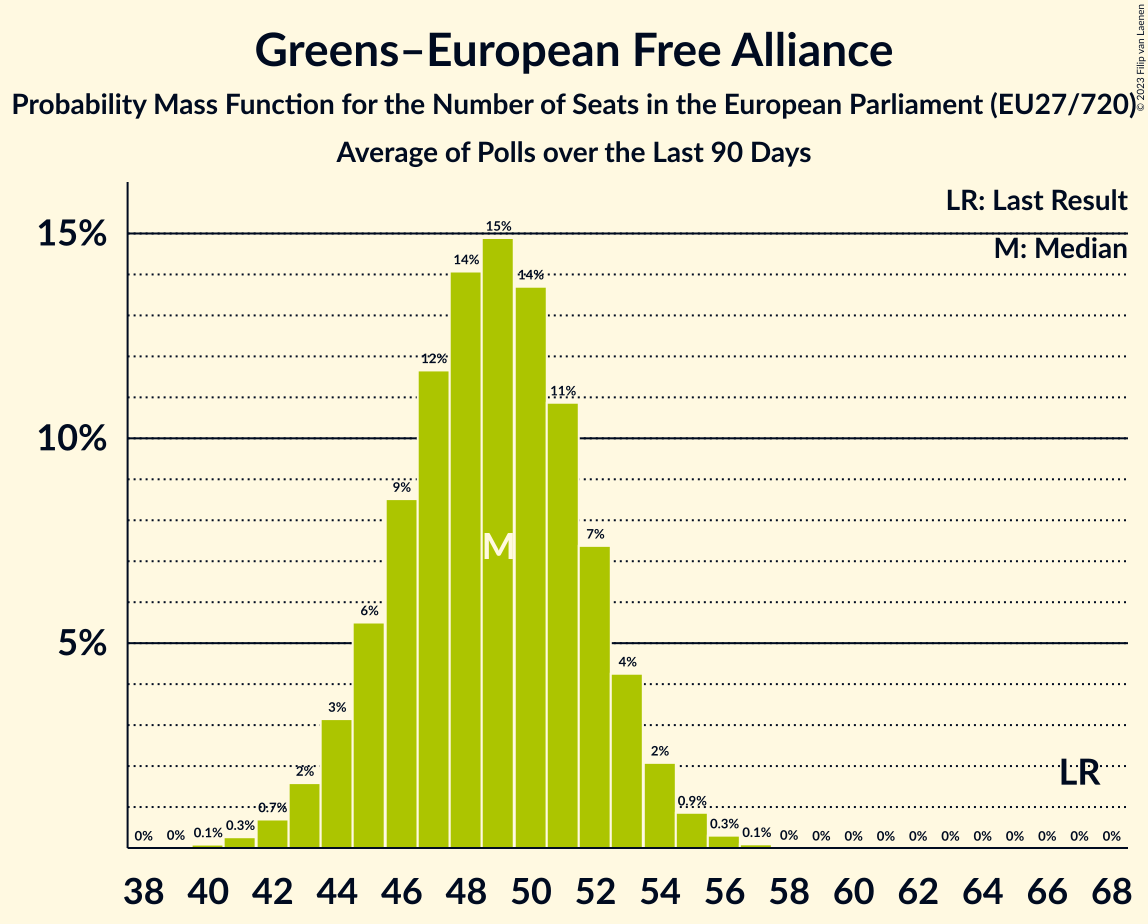 Greens–European Free Alliance
Probability Mass Function for the Number of Seats in the European Parliament (EU27/720)
Average of Polls over the Last 90 Days
© 2023 Filip van Laenen
LR: Last Result
M: Median
15%
10%
5%
0% 0% 0.1% 0.3% 0.7% 2% 3% 6% 9% 12% 14% 15% 14% 11% 7% 4% 2% 0.9% 0.3% 0.1% 0% 0% 0% 0% 0% 0% 0% 0% 0% 0% 0%
M
LR
38 40 42 44 46 48 50 52 54 56 58 60 62 64 66 68